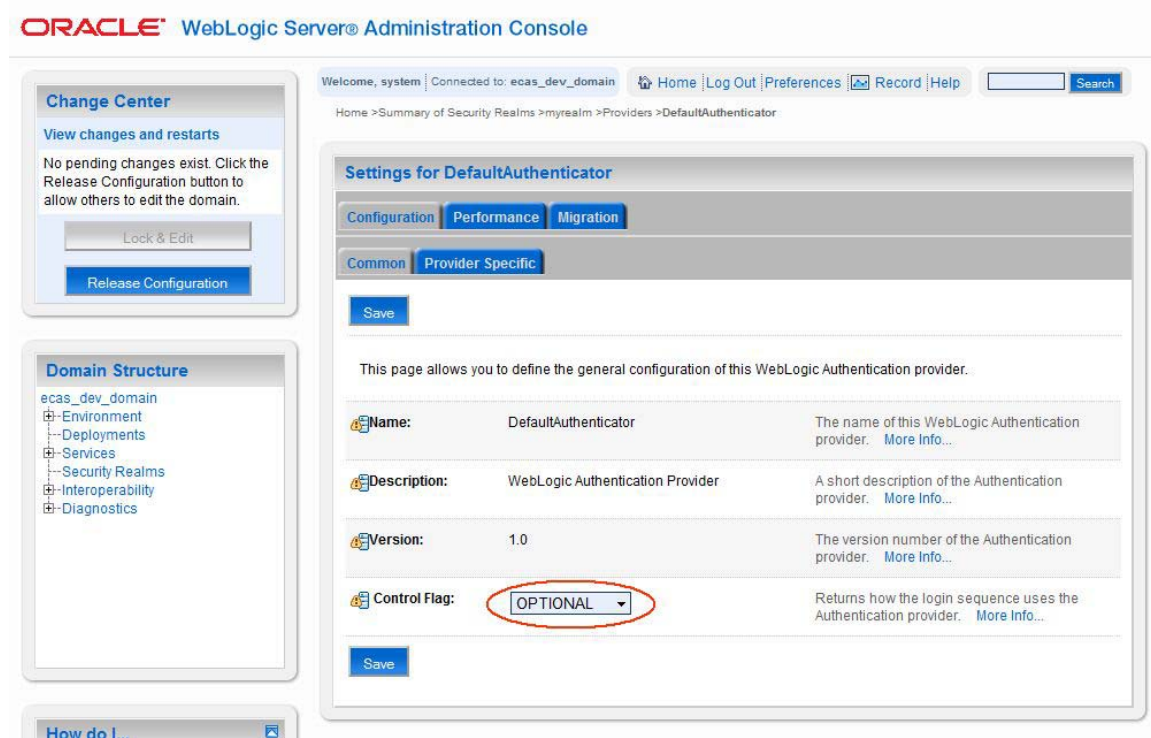 ORACLE WebLogic Server® Administration Console
Change Center
View changes and restarts
No pending changes exist. Click the
Release Configuration button to
allow others to edit the domain.
Lock & Edit
Release Configuration
Domain Structure
ecas_dev_domain
Environment
Deployments
Services
Security Realms
Interoperability
Diagnostics
How do I...
Welcome, system Connected to: ecas_dev_domain Home Log Out Preferences Record Help Search
Home >Summary of Security Realms >myrealm >Providers >DefaultAuthenticator
Settings for DefaultAuthenticator
Configuration Performance Migration
Common Provider Specific
Save
This page allows you to define the general configuration of this WebLogic Authentication provider.
Name: DefaultAuthenticator The name of this WebLogic Authentication
provider. More Info...
Description: WebLogic Authentication Provider A short description of the Authentication
provider. More Info...
Version: 1.0 The version number of the Authentication
provider. More Info...
Control Flag: OPTIONAL Returns how the login sequence uses the
Authentication provider. More Info...
Save